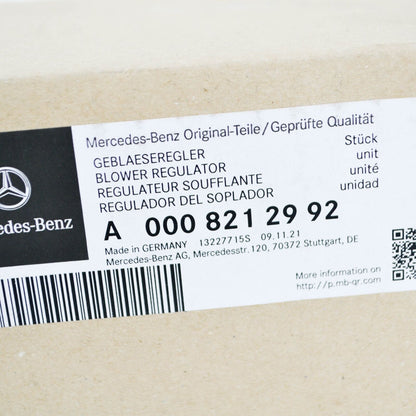 Mercedes-Benz Original-Teile/Geprüfte Qualität
GEBLAESEREGLER Stück
BLOWER REGULATOR unit
REGULATEUR SOUFFLANTE unité
REGULADOR DEL SOPLADOR unidad
A 000 821 29 92
Made in GERMANY 13227715S 09.11.21
Mercedes-Benz AG, Mercedesstr.120, 70372 Stuttgart, DE
cedes-Benz
More information on
http://p.mb-qr.com/